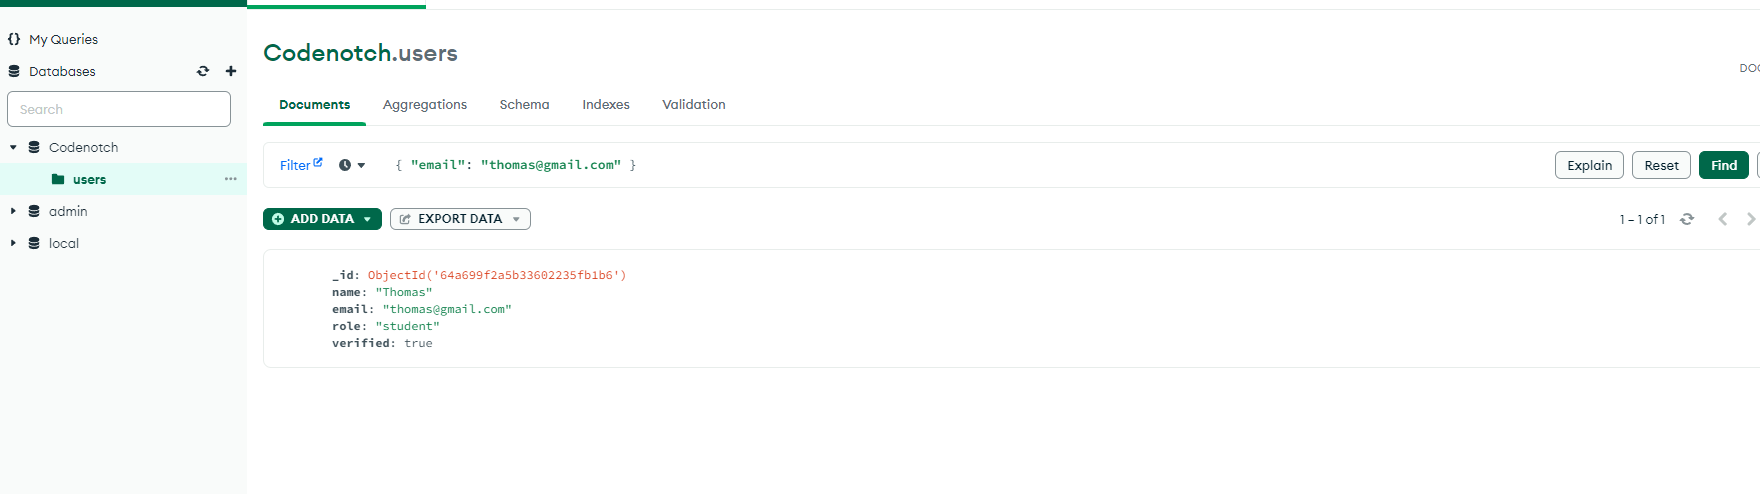 My Queries
Databases
Search
Codenotch
users
admin
local
Codenotch.users
Documents Aggregations Schema Indexes Validation
Filter { "email": "thomas@gmail.com" } Explain Reset Find
ADD DATA EXPORT DATA 1 – 1 of 1
_id: ObjectId('64a699f2a5b33602235fb1b6')
name: "Thomas"
email: "thomas@gmail.com"
role: "student"
verified: true